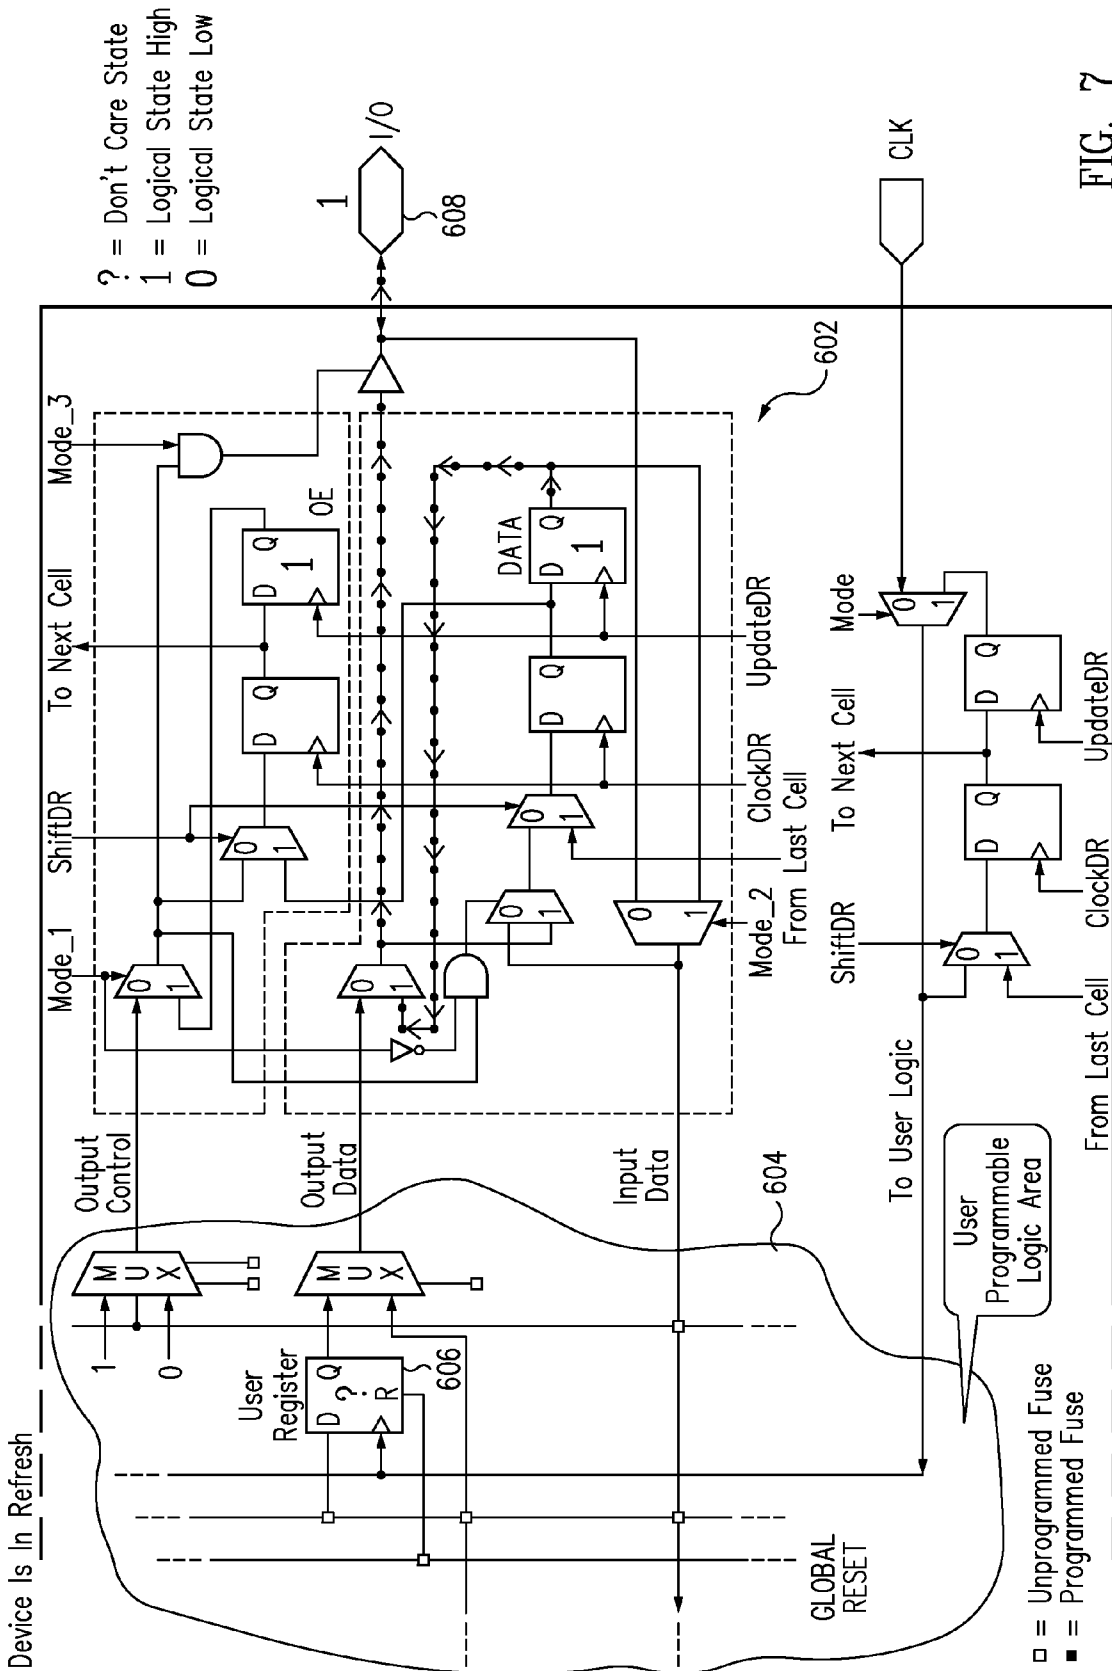 Device Is In Refresh
? = Don't Care State
1 = Logical State High
0 = Logical State Low
Mode_1
ShiftDR
To Next Cell
Mode_3
Output
Control
1
0
M
U
X
0
1
0
1
D
Q
D
Q
1
OE
1
I/O
608
User
Register
D
Q
?
R
606
M
U
X
Output
Data
0
1
0
1
0
1
D
Q
DATA
D
Q
1
Input
Data
0
1
Mode_2
From Last Cell
ClockDR
UpdateDR
602
604
GLOBAL
RESET
To User Logic
ShiftDR
To Next Cell
Mode
0
1
D
Q
D
Q
0
1
CLK
From Last Cell
ClockDR
UpdateDR
User
Programmable
Logic Area
□ = Unprogrammed Fuse
■ = Programmed Fuse
FIG. 7